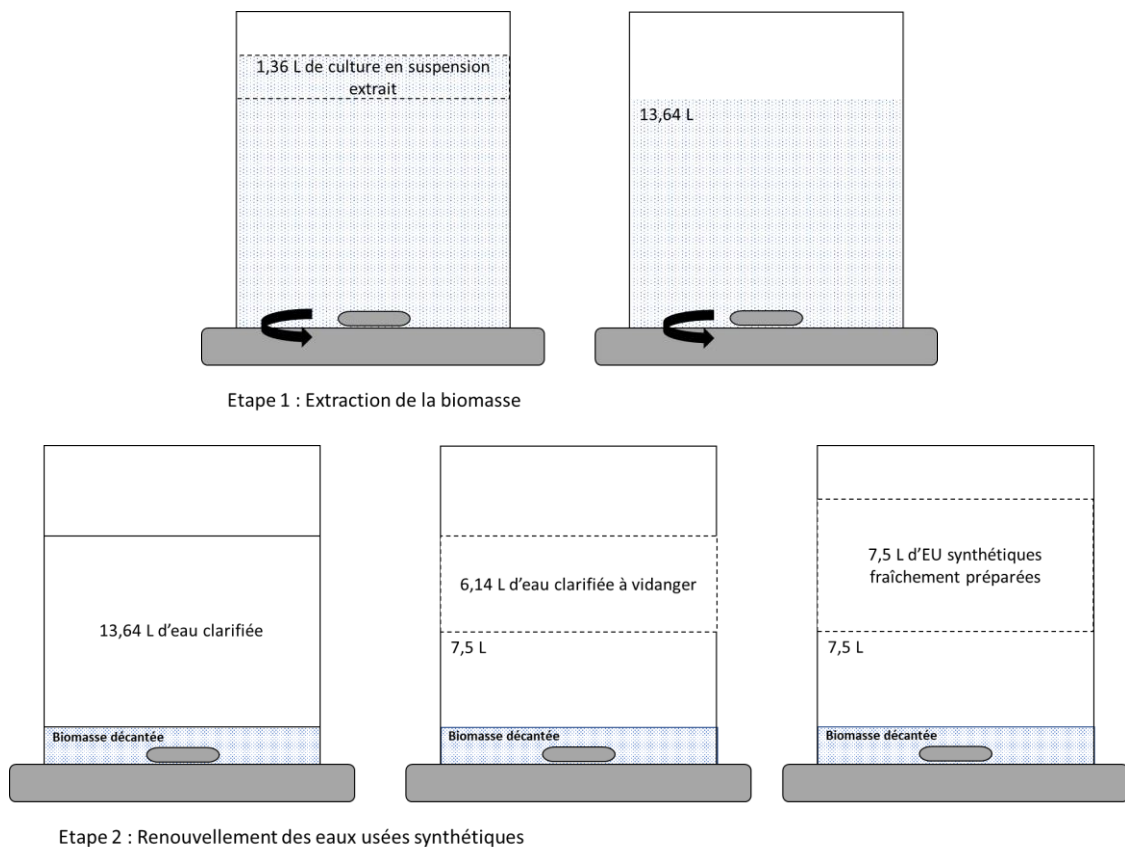 1,36 L de culture en suspension
extrait
13,64 L
Etape 1 : Extraction de la biomasse
13,64 L d'eau clarifiée
Biomasse décantée
6,14 L d'eau clarifiée à vidanger
7,5 L
Biomasse décantée
7,5 L d'EU synthétiques
fraîchement préparées
7,5 L
Biomasse décantée
Etape 2 : Renouvellement des eaux usées synthétiques